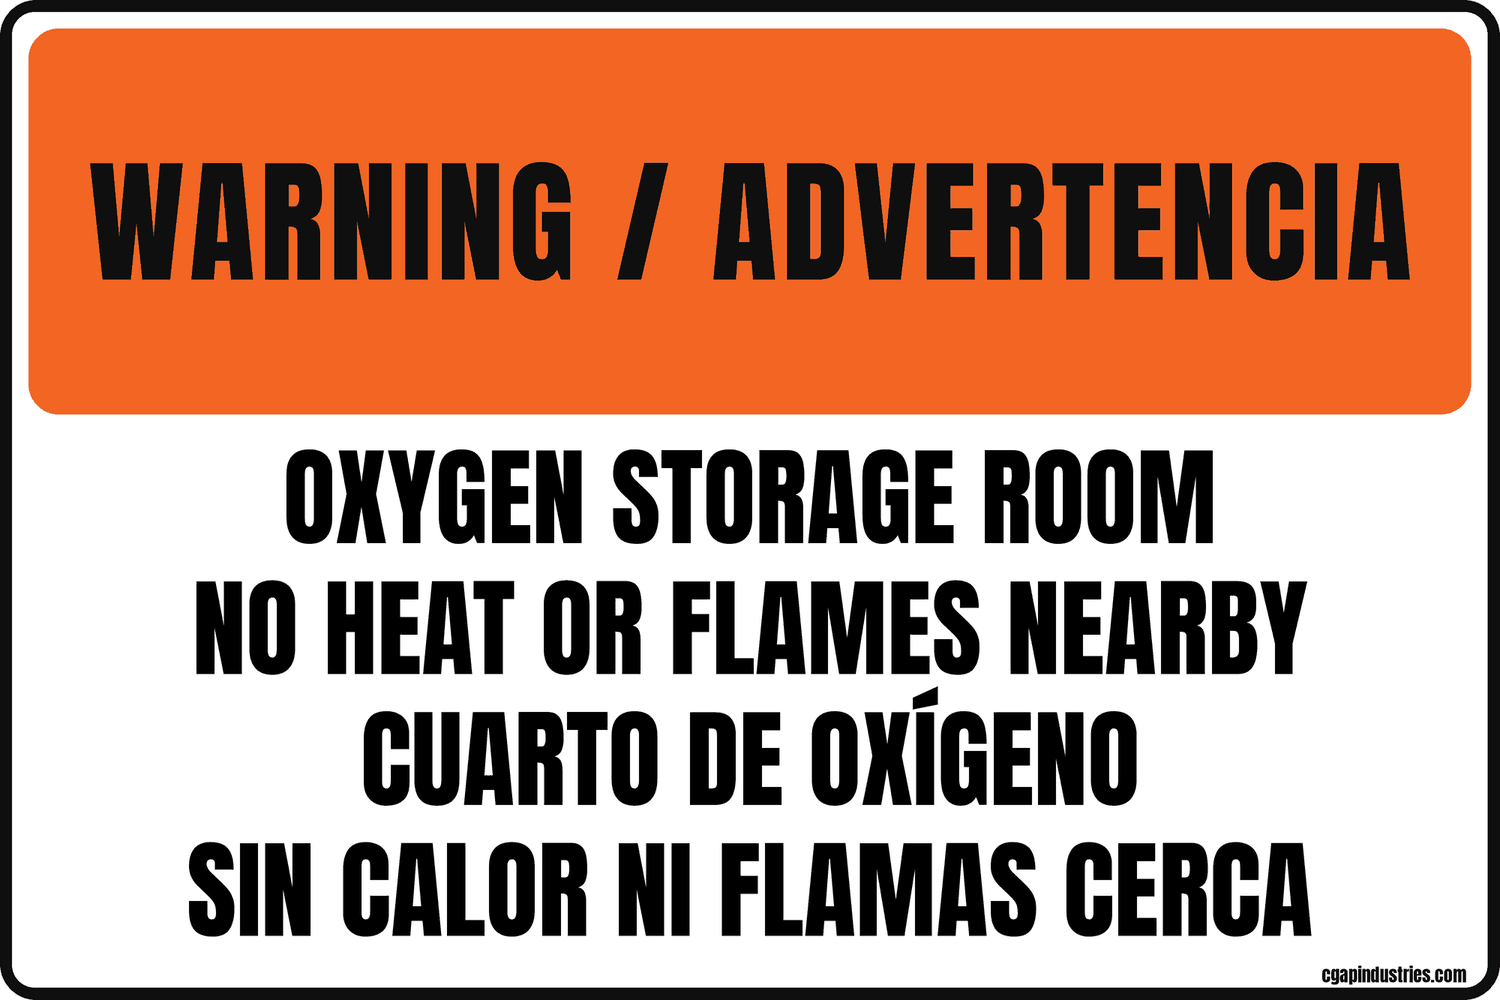 WARNING / ADVERTENCIA
OXYGEN STORAGE ROOM
NO HEAT OR FLAMES NEARBY
CUARTO DE OXÍGENO
SIN CALOR NI FLAMAS CERCA
cgapindustries.com